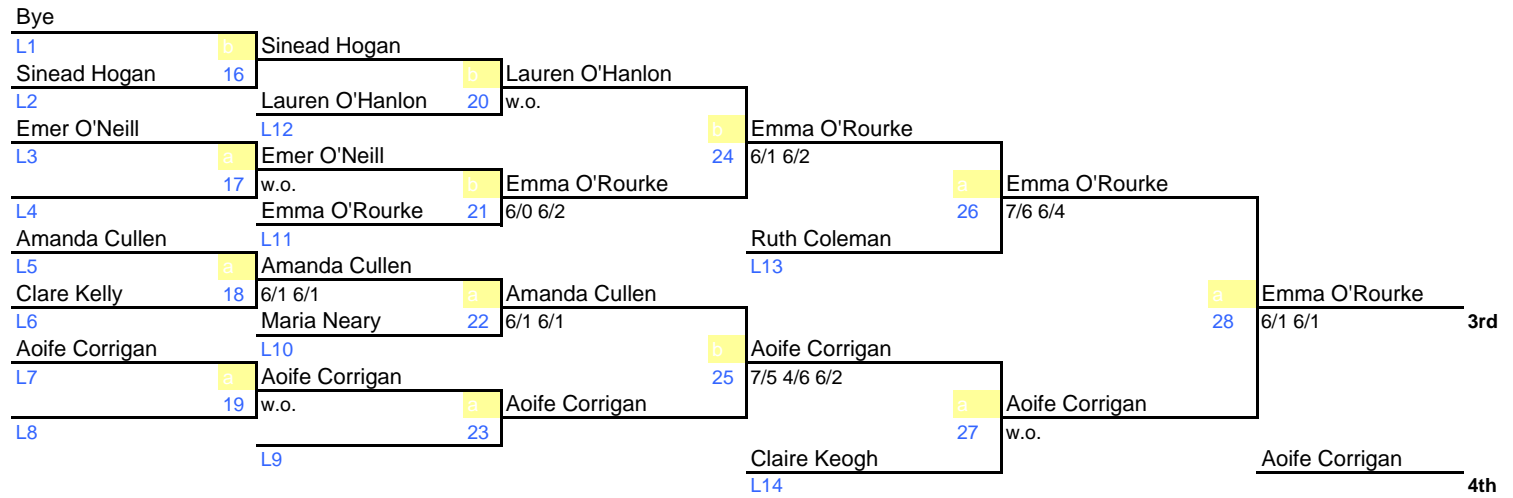 Bye
L1 b Sinead Hogan
Sinead Hogan 16 b Lauren O'Hanlon
L2 Lauren O'Hanlon 20 w.o.
Emer O'Neill L12 b Emma O'Rourke
L3 a Emer O'Neill 24 6/1 6/2
17 w.o. b Emma O'Rourke a Emma O'Rourke
L4 Emma O'Rourke 21 6/0 6/2 26 7/6 6/4
Amanda Cullen L11 Ruth Coleman
L5 a Amanda Cullen L13
Clare Kelly 18 6/1 6/1 a Amanda Cullen a Emma O'Rourke
L6 Maria Neary 22 6/1 6/1 28 6/1 6/1 3rd
Aoife Corrigan L10 b Aoife Corrigan
L7 a Aoife Corrigan 25 7/5 4/6 6/2
19 w.o. a Aoife Corrigan a Aoife Corrigan
L8 23 27 w.o.
L9 Claire Keogh Aoife Corrigan
L14 4th